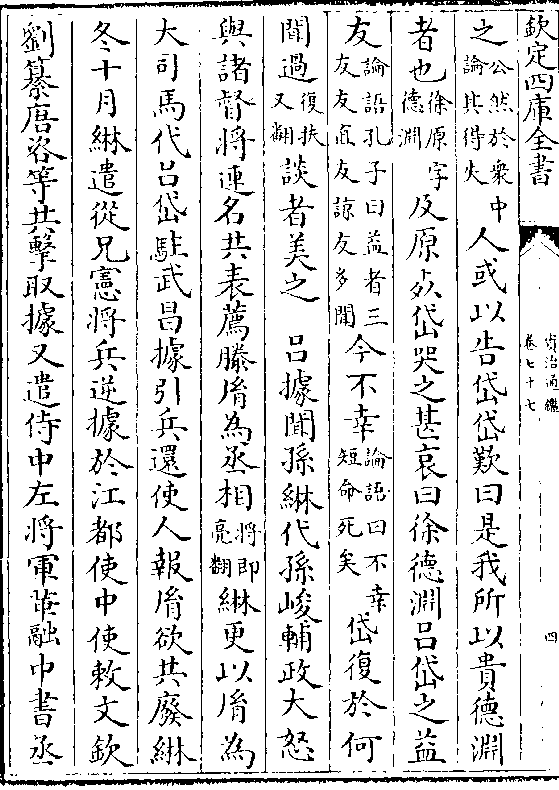 欽定四庫全書
資治通鑑
卷七十七
四
之公然於衆中論其得失人或以告岱岱歎曰是我所以貴德淵
者也徐原字德淵及原死岱哭之甚哀曰徐德淵呂岱之益
友論語孔子曰益者三友友直友諒友多聞今不幸論語曰不幸短命死矣岱復於何
聞過復扶又翻談者美之　呂據聞孫綝代孫峻輔政大怒
與諸督將連名共表薦滕胤為丞相將即亮翻綝更以胤為
大司馬代呂岱駐武昌據引兵還使人報胤欲共廢綝
冬十月綝遣從兄憲將兵逆據於江都使中使敕文欽
劉纂唐咨等共擊取據又遣侍中左將軍華融中書丞